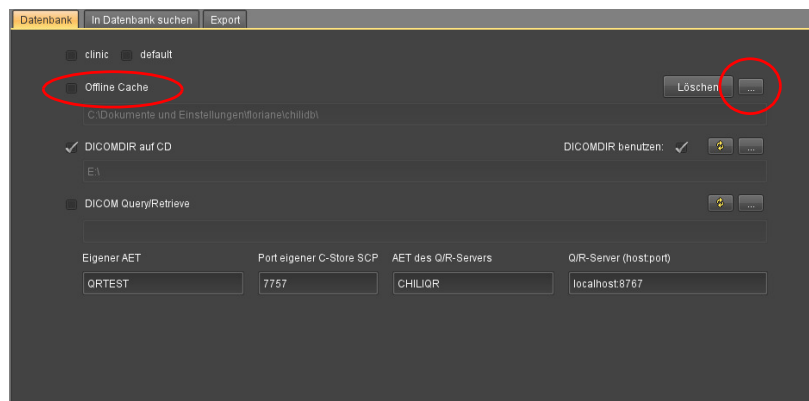 Datenbank In Datenbank suchen Export
clinic default
Offline Cache Löschen ...
C:\Dokumente und Einstellungen\floriane\chilidb\
DICOMDIR auf CD DICOMDIR benutzen: ...
E:\
DICOM Query/Retrieve ...
Eigener AET Port eigener C-Store SCP AET des Q/R-Servers Q/R-Server (host:port)
QRTEST 7757 CHILIQR localhost:8767